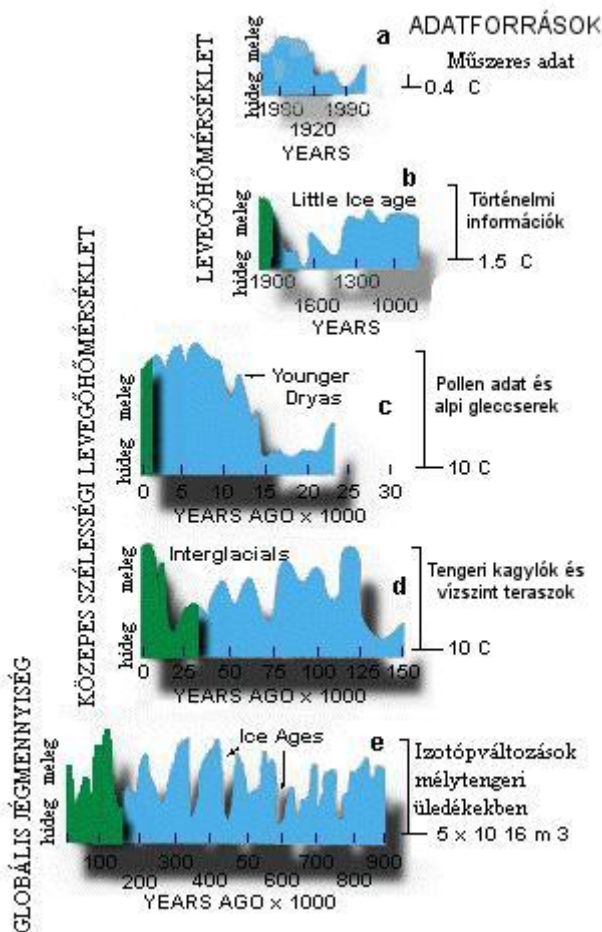 ADATFORRÁSOK
a
Műszeres adat
0.4 C
meleg
hideg
1980 1990
1920
YEARS
LEVEGŐHŐMÉRSÉKLET
b
Little Ice age
Történelmi
információk
1.5 C
meleg
hideg
1900 1300
1600 1000
YEARS
Younger
Dryas
c
Pollen adat és
alpi gleccserek
10 C
meleg
hideg
0 5 10 15 20 25 30
YEARS AGO x 1000
KÖZEPES SZÉLESSÉGI LEVEGŐHŐMÉRSÉKLET
Interglacials
d
Tengeri kagylók és
vízszint teraszok
10 C
meleg
hideg
0 25 50 75 100 125 150
YEARS AGO x 1000
e
Ice Ages
Izotópváltozások
mélytengeri
üledékekben
5 x 10 16 m 3
meleg
hideg
100 300 50 700 900
200 400 600 800
YEARS AGO x 1000
GLOBÁLIS JÉGMENNYISÉG